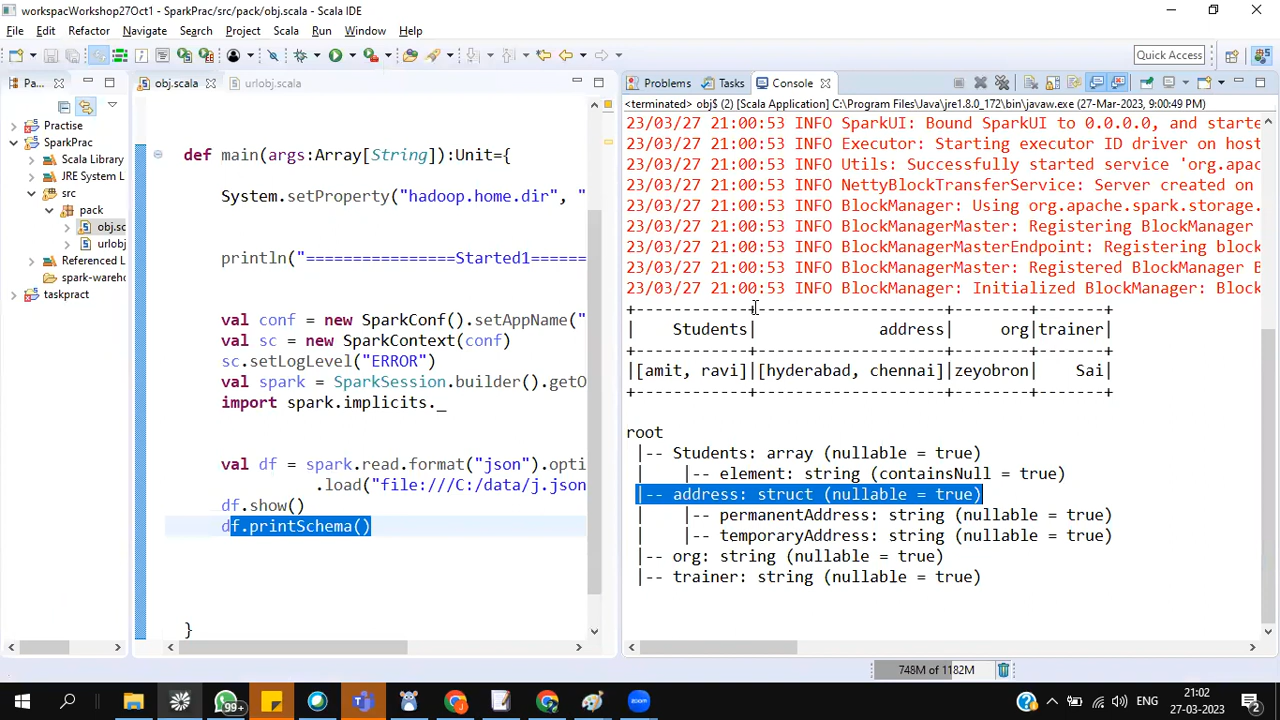 workspacWorkshop27Oct1 - SparkPrac/src/pack/obj.scala - Scala IDE
File Edit Refactor Navigate Search Project Scala Run Window Help
Quick Access
Pa...
Practise
SparkPrac
Scala Library
JRE System L
src
pack
obj.sc
urlobj
Referenced L
spark-wareho
taskpract
obj.scala
urlobj.scala
def main(args:Array[String]):Unit={
System.setProperty("hadoop.home.dir", "
println("================Started1=======
val conf = new SparkConf().setAppName("
val sc = new SparkContext(conf)
sc.setLogLevel("ERROR")
val spark = SparkSession.builder().getO
import spark.implicits._
val df = spark.read.format("json").opti
.load("file:///C:/data/j.json
df.show()
df.printSchema()
}
Problems
Tasks
Console
<terminated> obj$ (2) [Scala Application] C:\Program Files\Java\jre1.8.0_172\bin\javaw.exe (27-Mar-2023, 9:00:49 PM)
23/03/27 21:00:53 INFO SparkUI: Bound SparkUI to 0.0.0.0, and starte
23/03/27 21:00:53 INFO Executor: Starting executor ID driver on host
23/03/27 21:00:53 INFO Utils: Successfully started service 'org.apac
23/03/27 21:00:53 INFO NettyBlockTransferService: Server created on
23/03/27 21:00:53 INFO BlockManager: Using org.apache.spark.storage.
23/03/27 21:00:53 INFO BlockManagerMaster: Registering BlockManager
23/03/27 21:00:53 INFO BlockManagerMasterEndpoint: Registering block
23/03/27 21:00:53 INFO BlockManagerMaster: Registered BlockManager B
23/03/27 21:00:53 INFO BlockManager: Initialized BlockManager: Block
+------------+--------------------+--------+-------+
|    Students|             address|     org|trainer|
+------------+--------------------+--------+-------+
|[amit, ravi]|[hyderabad, chennai]|zeyobron|    Sai|
+------------+--------------------+--------+-------+
root
|-- Students: array (nullable = true)
|    |-- element: string (containsNull = true)
|-- address: struct (nullable = true)
|    |-- permanentAddress: string (nullable = true)
|    |-- temporaryAddress: string (nullable = true)
|-- org: string (nullable = true)
|-- trainer: string (nullable = true)
748M of 1182M
99+
ENG
21:02
27-03-2023
2